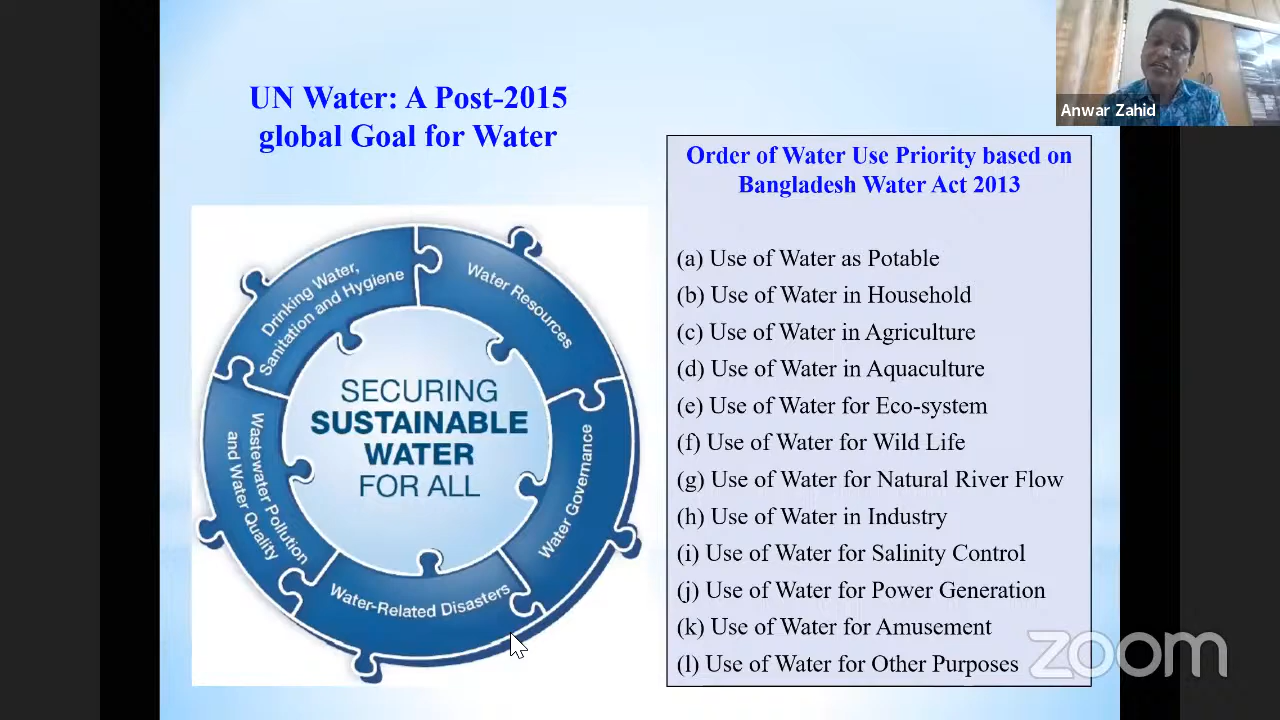 UN Water: A Post-2015
global Goal for Water
Anwar Zahid
Order of Water Use Priority based on
Bangladesh Water Act 2013
(a) Use of Water as Potable
(b) Use of Water in Household
(c) Use of Water in Agriculture
(d) Use of Water in Aquaculture
(e) Use of Water for Eco-system
(f) Use of Water for Wild Life
(g) Use of Water for Natural River Flow
(h) Use of Water in Industry
(i) Use of Water for Salinity Control
(j) Use of Water for Power Generation
(k) Use of Water for Amusement
(l) Use of Water for Other Purposes
Drinking Water,
Sanitation and Hygiene
Water Resources
Water Governance
Water-Related Disasters
Wastewater Pollution
and Water Quality
SECURING
SUSTAINABLE
WATER
FOR ALL
zoom